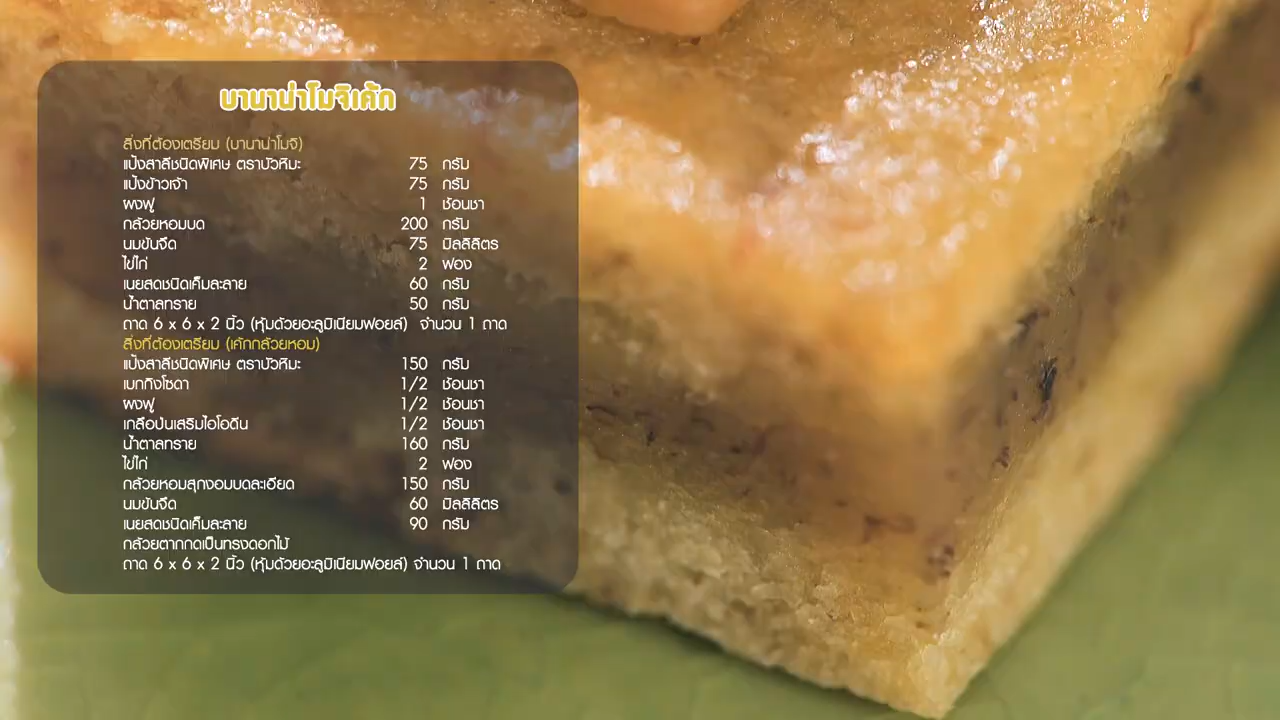 บานาน่าโมจิเค้ก
สิ่งที่ต้องเตรียม (บานาน่าโมจิ)
แป้งสาลีชนิดพิเศษ ตราบัวหิมะ 75 กรัม
แป้งข้าวเจ้า 75 กรัม
ผงฟู 1 ช้อนชา
กล้วยหอมบด 200 กรัม
นมข้นจืด 75 มิลลิลิตร
ไข่ไก่ 2 ฟอง
เนยสดชนิดเค็มละลาย 60 กรัม
น้ำตาลทราย 50 กรัม
ถาด 6 x 6 x 2 นิ้ว (หุ้มด้วยอะลูมิเนียมฟอยล์) จำนวน 1 ถาด
สิ่งที่ต้องเตรียม (เค้กกล้วยหอม)
แป้งสาลีชนิดพิเศษ ตราบัวหิมะ 150 กรัม
เบกกิงโซดา 1/2 ช้อนชา
ผงฟู 1/2 ช้อนชา
เกลือป่นเสริมไอโอดีน 1/2 ช้อนชา
น้ำตาลทราย 160 กรัม
ไข่ไก่ 2 ฟอง
กล้วยหอมสุกงอมบดละเอียด 150 กรัม
นมข้นจืด 60 มิลลิลิตร
เนยสดชนิดเค็มละลาย 90 กรัม
กล้วยตากกดเป็นทรงดอกไม้
ถาด 6 x 6 x 2 นิ้ว (หุ้มด้วยอะลูมิเนียมฟอยล์) จำนวน 1 ถาด